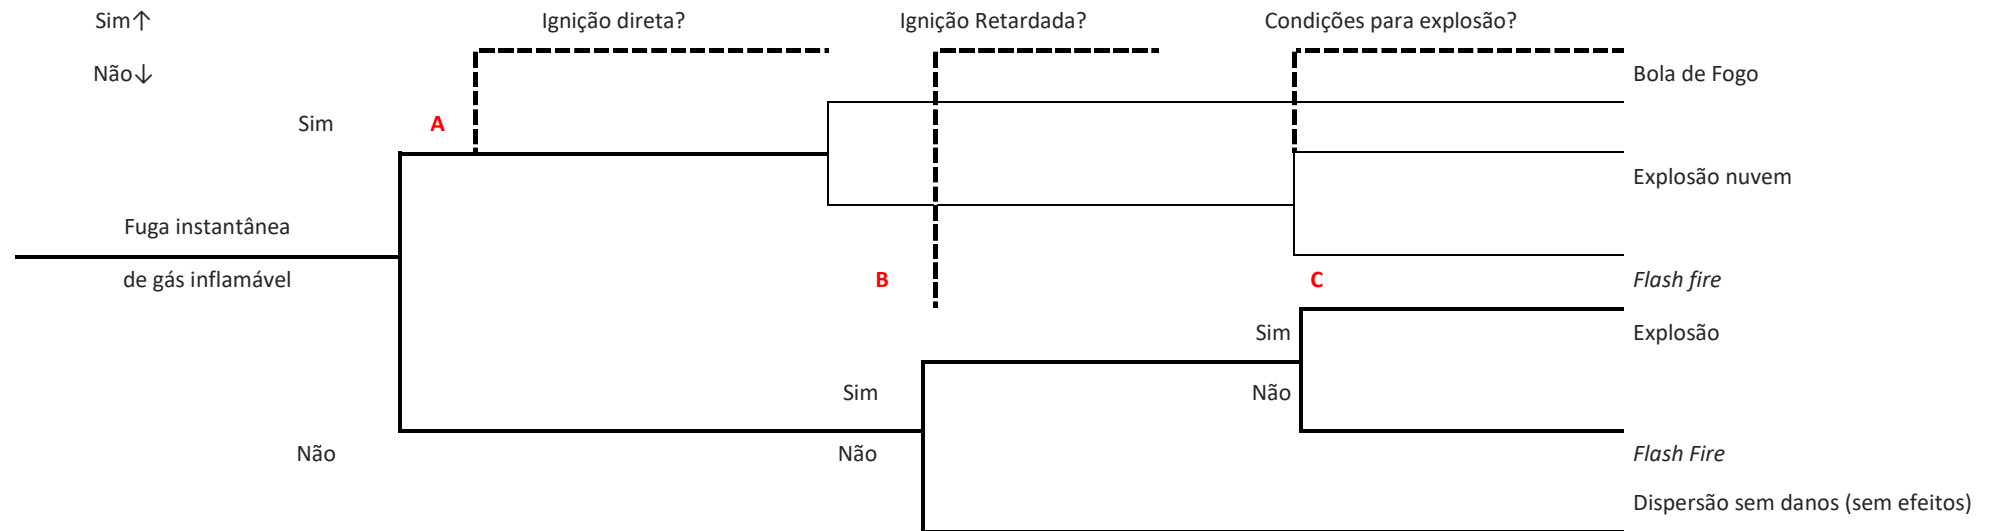 Sim↑
Ignição direta?
Ignição Retardada?
Condições para explosão?
Não↓
Bola de Fogo
Sim
A
Explosão nuvem
Fuga instantânea
de gás inflamável
B
C
Flash fire
Sim
Explosão
Sim
Não
Não
Não
Flash Fire
Dispersão sem danos (sem efeitos)